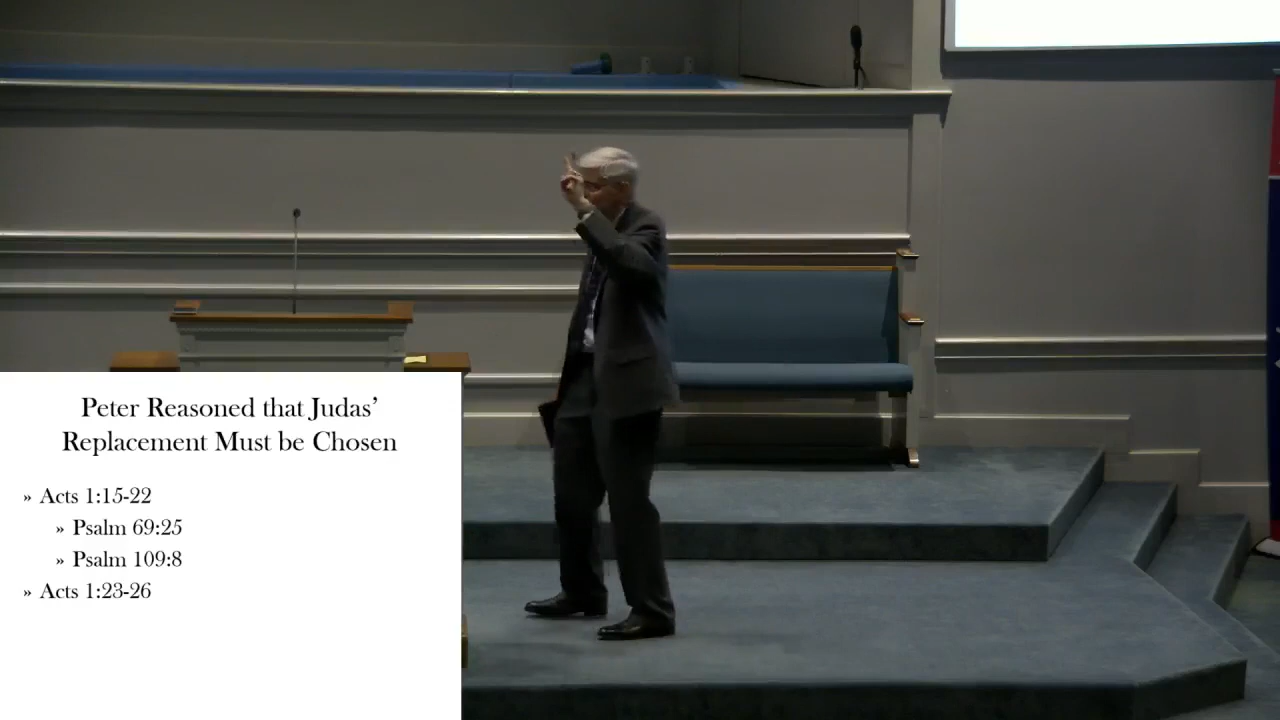 Peter Reasoned that Judas’
Replacement Must be Chosen
» Acts 1:15-22
» Psalm 69:25
» Psalm 109:8
» Acts 1:23-26